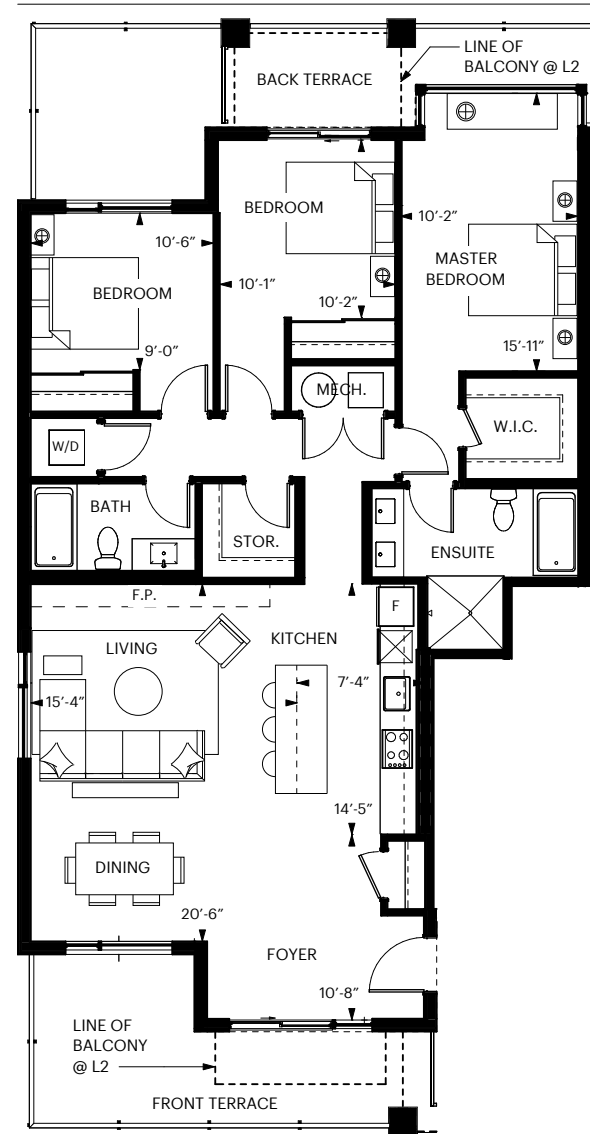 LINE OF
BALCONY @ L2
BACK TERRACE
BEDROOM
10'-2"
10'-6"
MASTER
BEDROOM
10'-1"
BEDROOM
10'-2"
9'-0"
15'-11"
MECH.
W.I.C.
W/D
BATH
STOR.
ENSUITE
F.P.
F
KITCHEN
LIVING
7'-4"
15'-4"
14'-5"
DINING
20'-6"
FOYER
10'-8"
LINE OF
BALCONY
@ L2
FRONT TERRACE